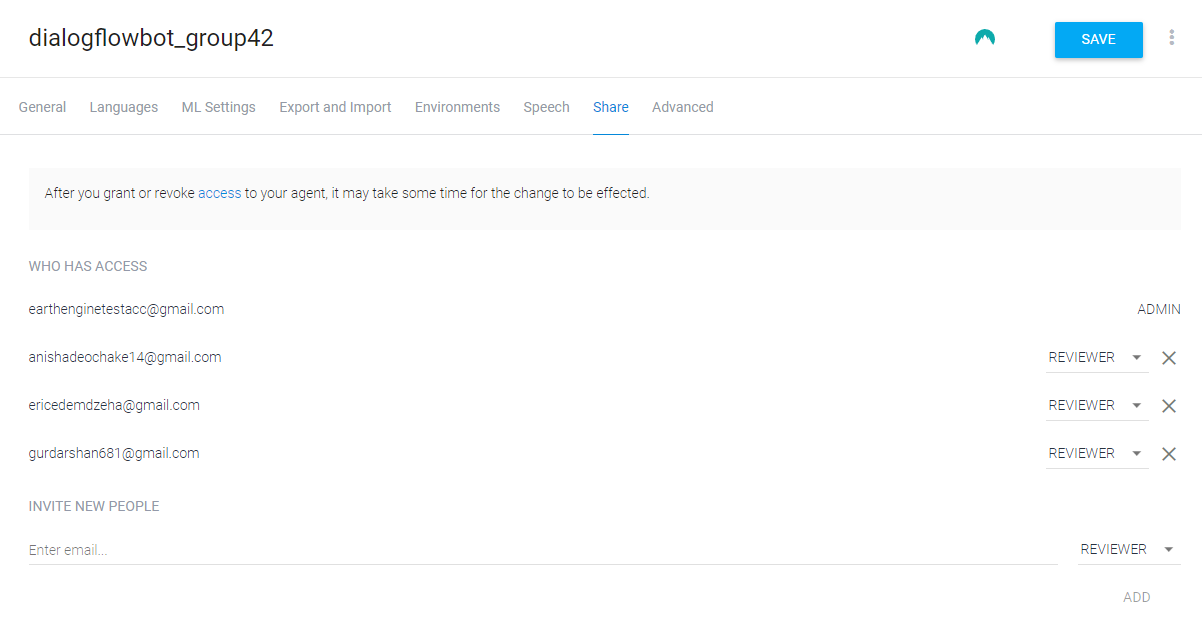 dialogflowbot_group42
SAVE
General Languages ML Settings Export and Import Environments Speech Share Advanced
After you grant or revoke access to your agent, it may take some time for the change to be effected.
WHO HAS ACCESS
earthenginetestacc@gmail.com ADMIN
anishadeochake14@gmail.com REVIEWER
ericedemdzeha@gmail.com REVIEWER
gurdarshan681@gmail.com REVIEWER
INVITE NEW PEOPLE
Enter email... REVIEWER
ADD